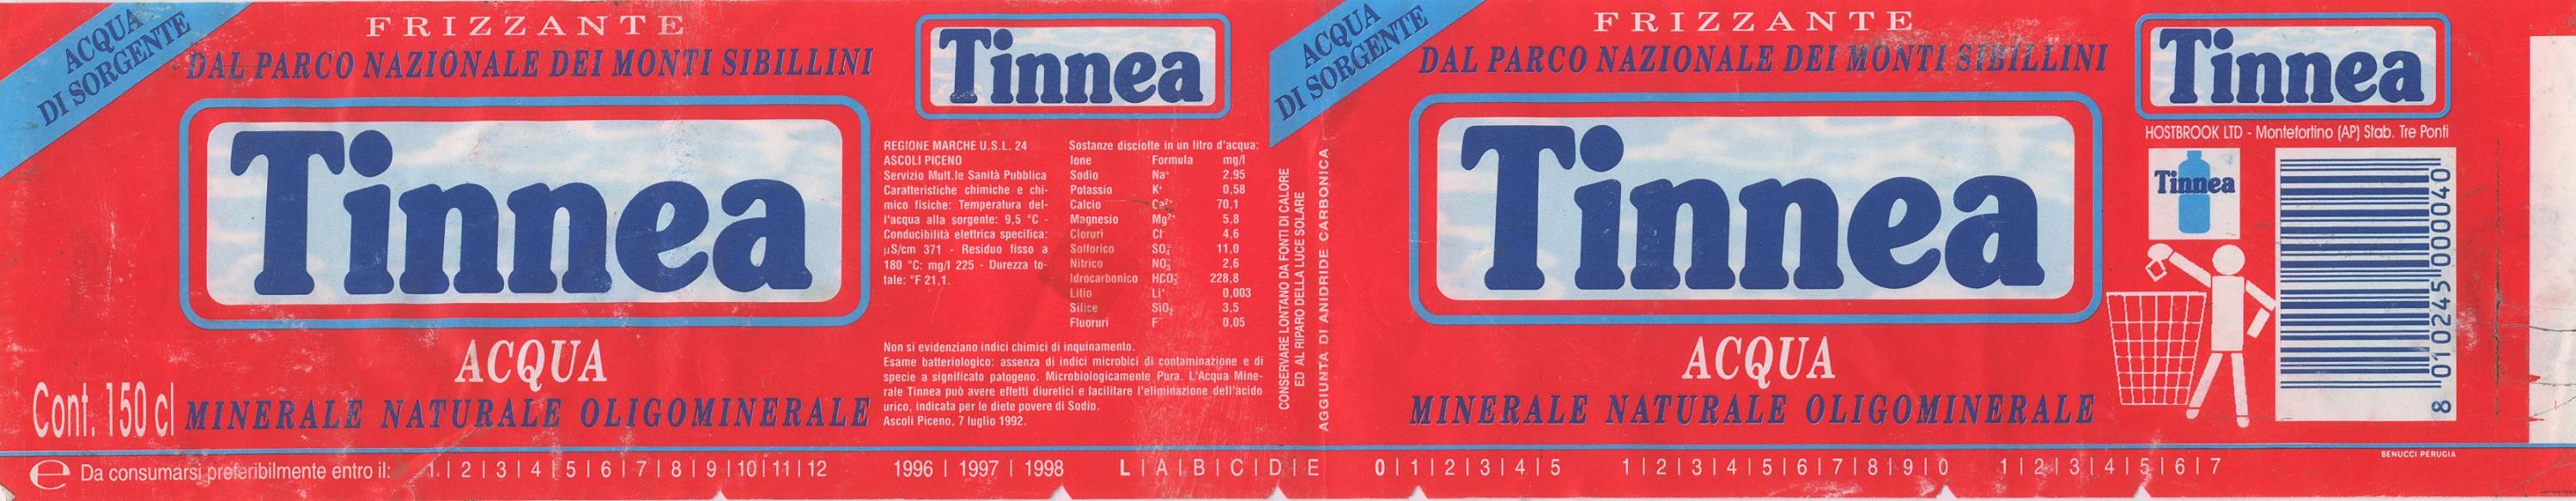 ACQUA
DI SORGENTE
FRIZZANTE
DAL PARCO NAZIONALE DEI MONTI SIBILLINI
Tinnea
ACQUA
MINERALE NATURALE OLIGOMINERALE
Cont. 150 cl
Tinnea
REGIONE MARCHE U.S.L. 24
ASCOLI PICENO
Servizio Mult.le Sanità Pubblica
Caratteristiche chimiche e chi-
mico fisiche: Temperatura del-
l'acqua alla sorgente: 9,5 °C -
Conducibilità elettrica specifica:
µS/cm 371 - Residuo fisso a
180 °C: mg/l 225 - Durezza to-
tale: °F 21,1.
Sostanze disciolte in un litro d'acqua:
Ione Formula mg/l
Sodio Na⁺ 2,95
Potassio K⁺ 0,58
Calcio Ca²⁺ 70,1
Magnesio Mg²⁺ 5,8
Cloruri Cl⁻ 4,6
Solforico SO₄⁼ 11,0
Nitrico NO₃⁻ 2,6
Idrocarbonico HCO₃⁻ 228,8
Litio Li⁺ 0,003
Silice SiO₂ 3,5
Fluoruri F⁻ 0,05
Non si evidenziano indici chimici di inquinamento.
Esame batteriologico: assenza di indici microbici di contaminazione e di
specie a significato patogeno. Microbiologicamente Pura. L'Acqua Mine-
rale Tinnea può avere effetti diuretici e facilitare l'eliminazione dell'acido
urico, indicata per le diete povere di Sodio.
Ascoli Piceno, 7 luglio 1992.
CONSERVARE LONTANO DA FONTI DI CALORE
ED AL RIPARO DELLA LUCE SOLARE
AGGIUNTA DI ANIDRIDE CARBONICA
ACQUA
DI SORGENTE
FRIZZANTE
DAL PARCO NAZIONALE DEI MONTI SIBILLINI
Tinnea
ACQUA
MINERALE NATURALE OLIGOMINERALE
Tinnea
HOSTBROOK LTD - Montefortino (AP) Stab. Tre Ponti
Tinnea
8 010245 000040
BENUCCI PERUGIA
e Da consumarsi preferibilmente entro il: 1 | 2 | 3 | 4 | 5 | 6 | 7 | 8 | 9 | 10 | 11 | 12 1996 | 1997 | 1998 L | A | B | C | D | E 0 | 1 | 2 | 3 | 4 | 5 1 | 2 | 3 | 4 | 5 | 6 | 7 | 8 | 9 | 0 1 | 2 | 3 | 4 | 5 | 6 | 7